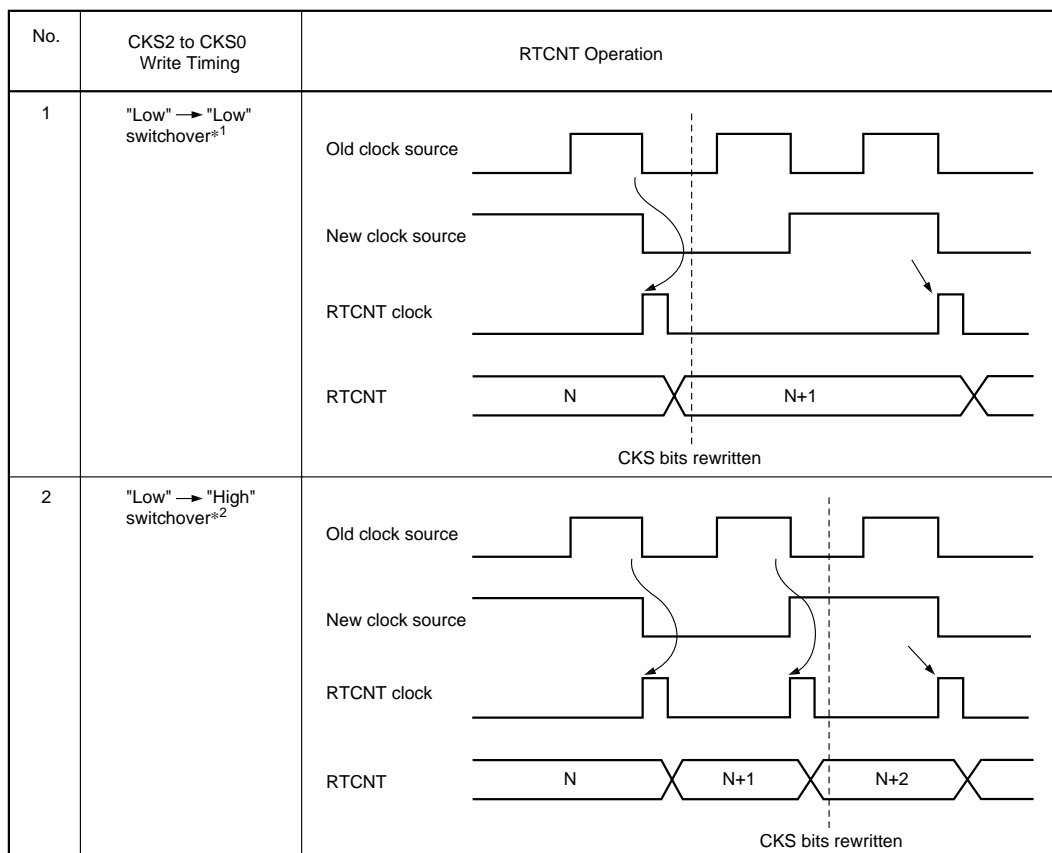 No.
CKS2 to CKS0
Write Timing
RTCNT Operation
1
"Low" → "Low"
switchover*1
Old clock source
New clock source
RTCNT clock
RTCNT
N
N+1
CKS bits rewritten
2
"Low" → "High"
switchover*2
Old clock source
New clock source
RTCNT clock
RTCNT
N
N+1
N+2
CKS bits rewritten